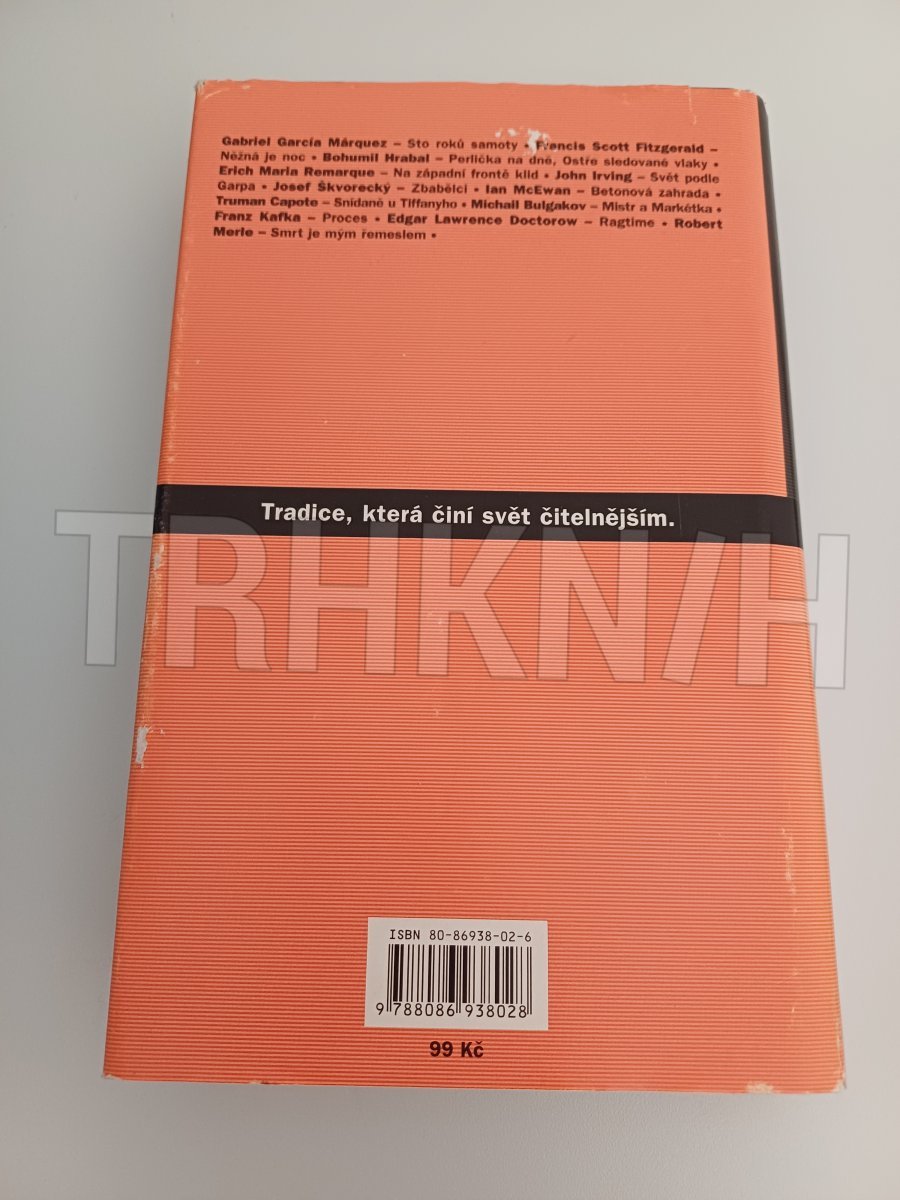 Gabriel García Márquez – Sto roků samoty • Francis Scott Fitzgerald –
Něžná je noc • Bohumil Hrabal – Perlička na dně, Ostře sledované vlaky •
Erich Maria Remarque – Na západní frontě klid • John Irving – Svět podle
Garpa • Josef Škvorecký – Zbabělci • Ian McEwan – Betonová zahrada •
Truman Capote – Snídaně u Tiffanyho • Michail Bulgakov – Mistr a Markétka •
Franz Kafka – Proces • Edgar Lawrence Doctorow – Ragtime • Robert
Merle – Smrt je mým řemeslem •
Tradice, která činí svět čitelnějším.
TRHKN/H
ISBN 80-86938-02-6
9 788086 938028
99 Kč